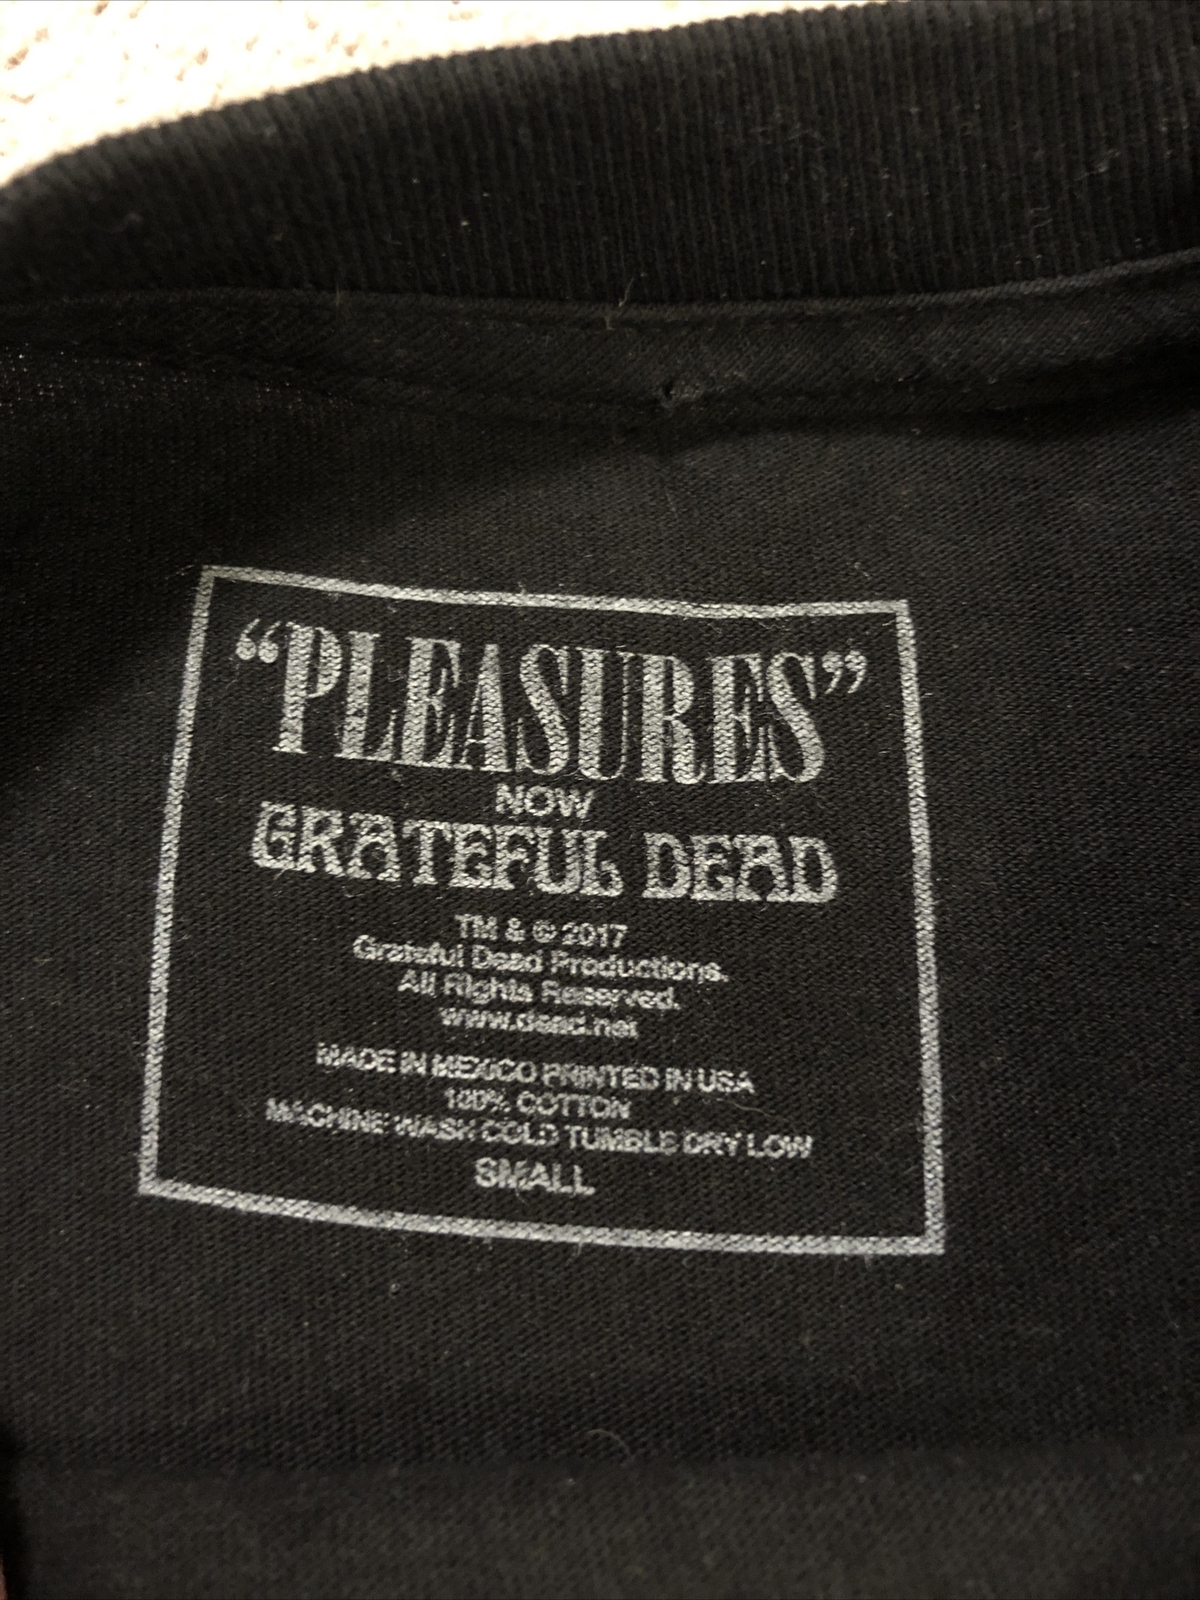 “PLEASURES”
NOW
GRATEFUL DEAD
TM & © 2017
Grateful Dead Productions.
All Rights Reserved.
www.dead.net
MADE IN MEXICO PRINTED IN USA
100% COTTON
MACHINE WASH COLD TUMBLE DRY LOW
SMALL